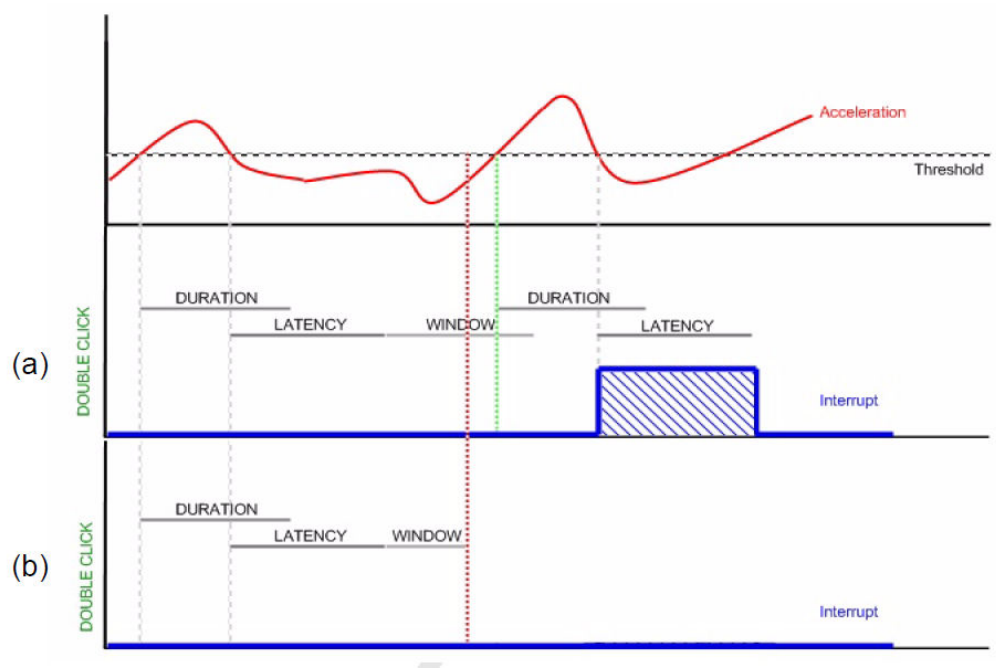 Acceleration
Threshold
DOUBLE CLICK
(a)
DURATION
DURATION
LATENCY
WINDOW
LATENCY
Interrupt
DOUBLE CLICK
(b)
DURATION
LATENCY
WINDOW
Interrupt